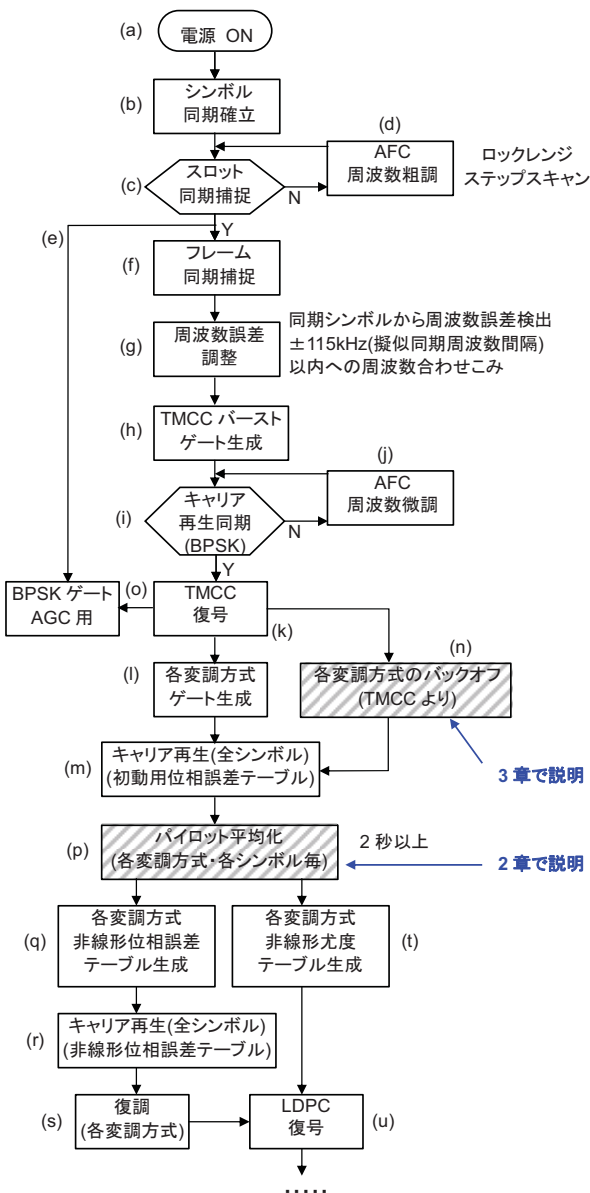 (a)
電源 ON
(b)
シンボル
同期確立
(d)
AFC
周波数粗調
ロックレンジ
ステップスキャン
(c)
スロット
同期捕捉
N
Y
(e)
(f)
フレーム
同期捕捉
(g)
周波数誤差
調整
同期シンボルから周波数誤差検出
±115kHz(擬似同期周波数間隔)
以内への周波数合わせこみ
(h)
TMCC バースト
ゲート生成
(j)
AFC
周波数微調
(i)
キャリア
再生同期
(BPSK)
N
Y
(o)
BPSK ゲート
AGC 用
TMCC
復号
(k)
(l)
各変調方式
ゲート生成
(n)
各変調方式のバックオフ
(TMCC より)
3 章で説明
(m)
キャリア再生(全シンボル)
(初動用位相誤差テーブル)
(p)
パイロット平均化
(各変調方式・各シンボル毎)
2 秒以上
2 章で説明
(q)
各変調方式
非線形位相誤差
テーブル生成
各変調方式
非線形尤度
テーブル生成
(t)
(r)
キャリア再生(全シンボル)
(非線形位相誤差テーブル)
(s)
復調
(各変調方式)
LDPC
復号
(u)
.....